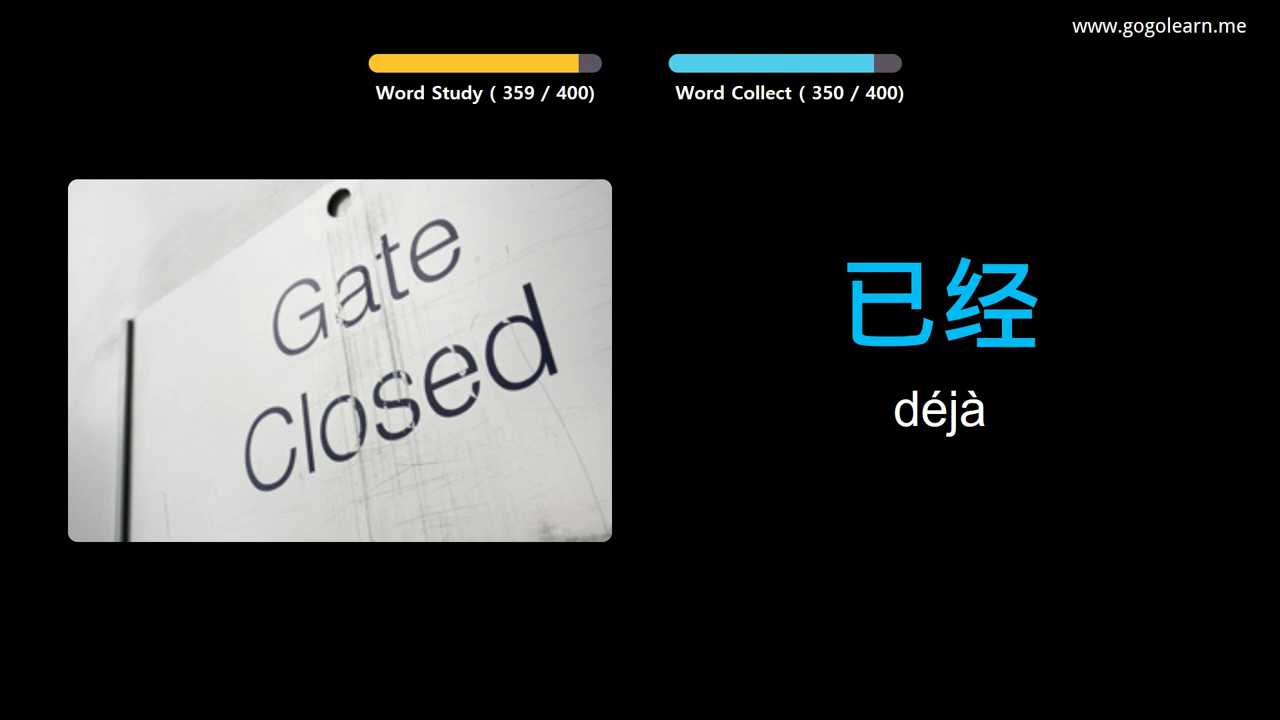 www.gogolearn.me
Word Study ( 359 / 400)
Word Collect ( 350 / 400)
Gate
Closed
已经
déjà